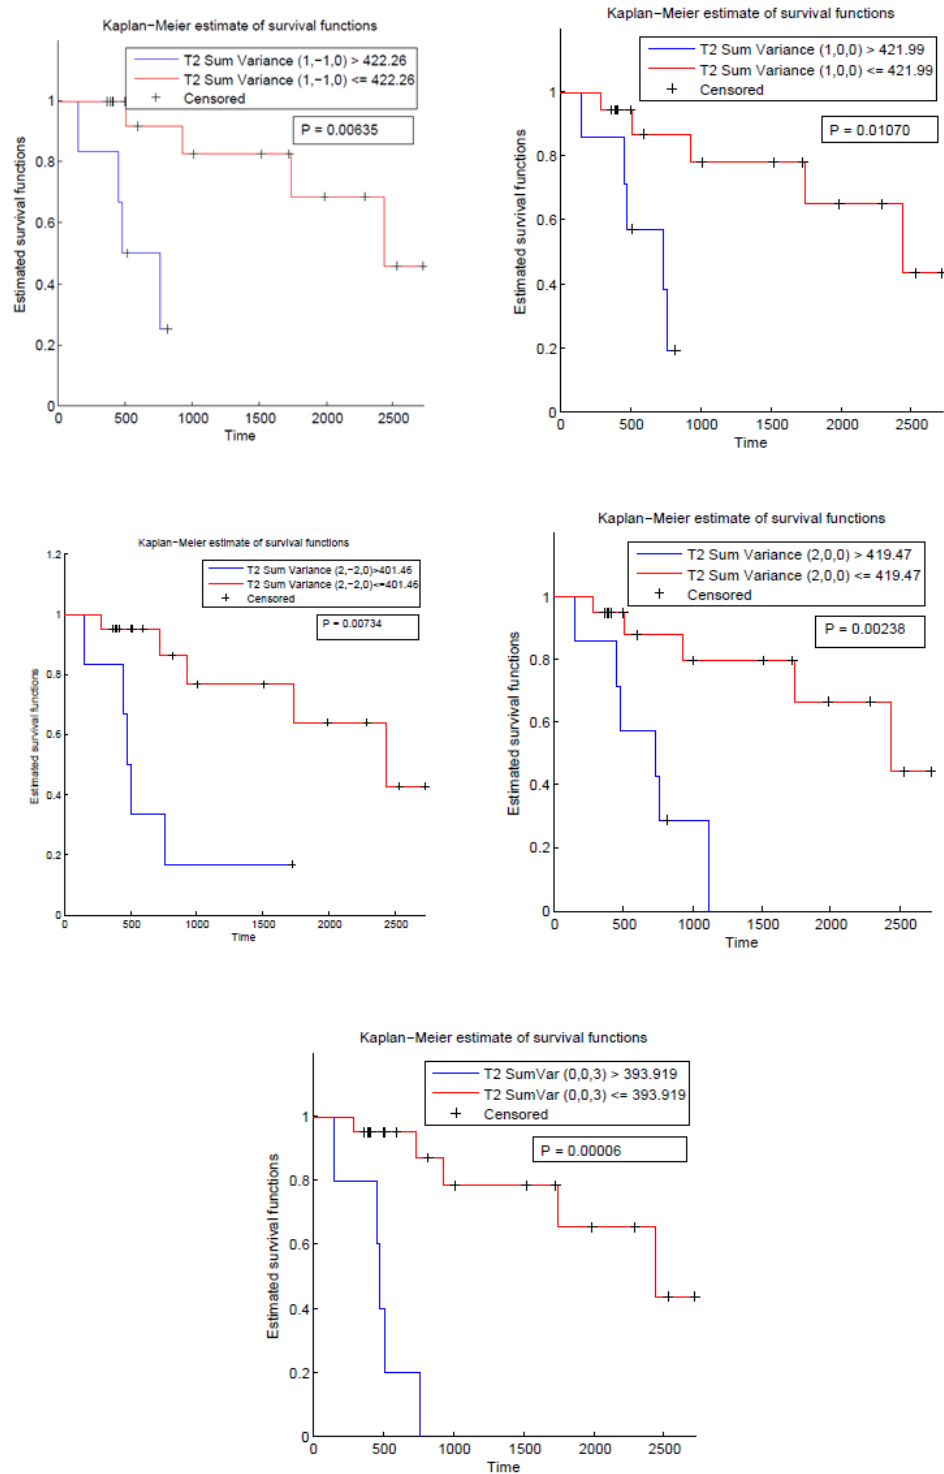 Kaplan−Meier estimate of survival functions
T2 Sum Variance (1,−1,0) > 422.26
T2 Sum Variance (1,−1,0) <= 422.26
Censored
P = 0.00635
Estimated survival functions
1
0.8
0.6
0.4
0.2
0
0 500 1000 1500 2000 2500
Time
Kaplan−Meier estimate of survival functions
T2 Sum Variance (1,0,0) > 421.99
T2 Sum Variance (1,0,0) <= 421.99
Censored
P = 0.01070
Estimated survival functions
1
0.8
0.6
0.4
0.2
0
0 500 1000 1500 2000 2500
Time
Kaplan−Meier estimate of survival functions
T2 Sum Variance (2,−2,0)>401.46
T2 Sum Variance (2,−2,0)<=401.46
Censored
P = 0.00734
Estimated survival functions
1.2
1
0.8
0.6
0.4
0.2
0
0 500 1000 1500 2000 2500
Time
Kaplan−Meier estimate of survival functions
T2 Sum Variance (2,0,0) > 419.47
T2 Sum Variance (2,0,0) <= 419.47
Censored
P = 0.00238
Estimated survival functions
1
0.8
0.6
0.4
0.2
0
0 500 1000 1500 2000 2500
Time
Kaplan−Meier estimate of survival functions
T2 SumVar (0,0,3) > 393.919
T2 SumVar (0,0,3) <= 393.919
Censored
P = 0.00006
Estimated survival functions
1
0.8
0.6
0.4
0.2
0
0 500 1000 1500 2000 2500
Time